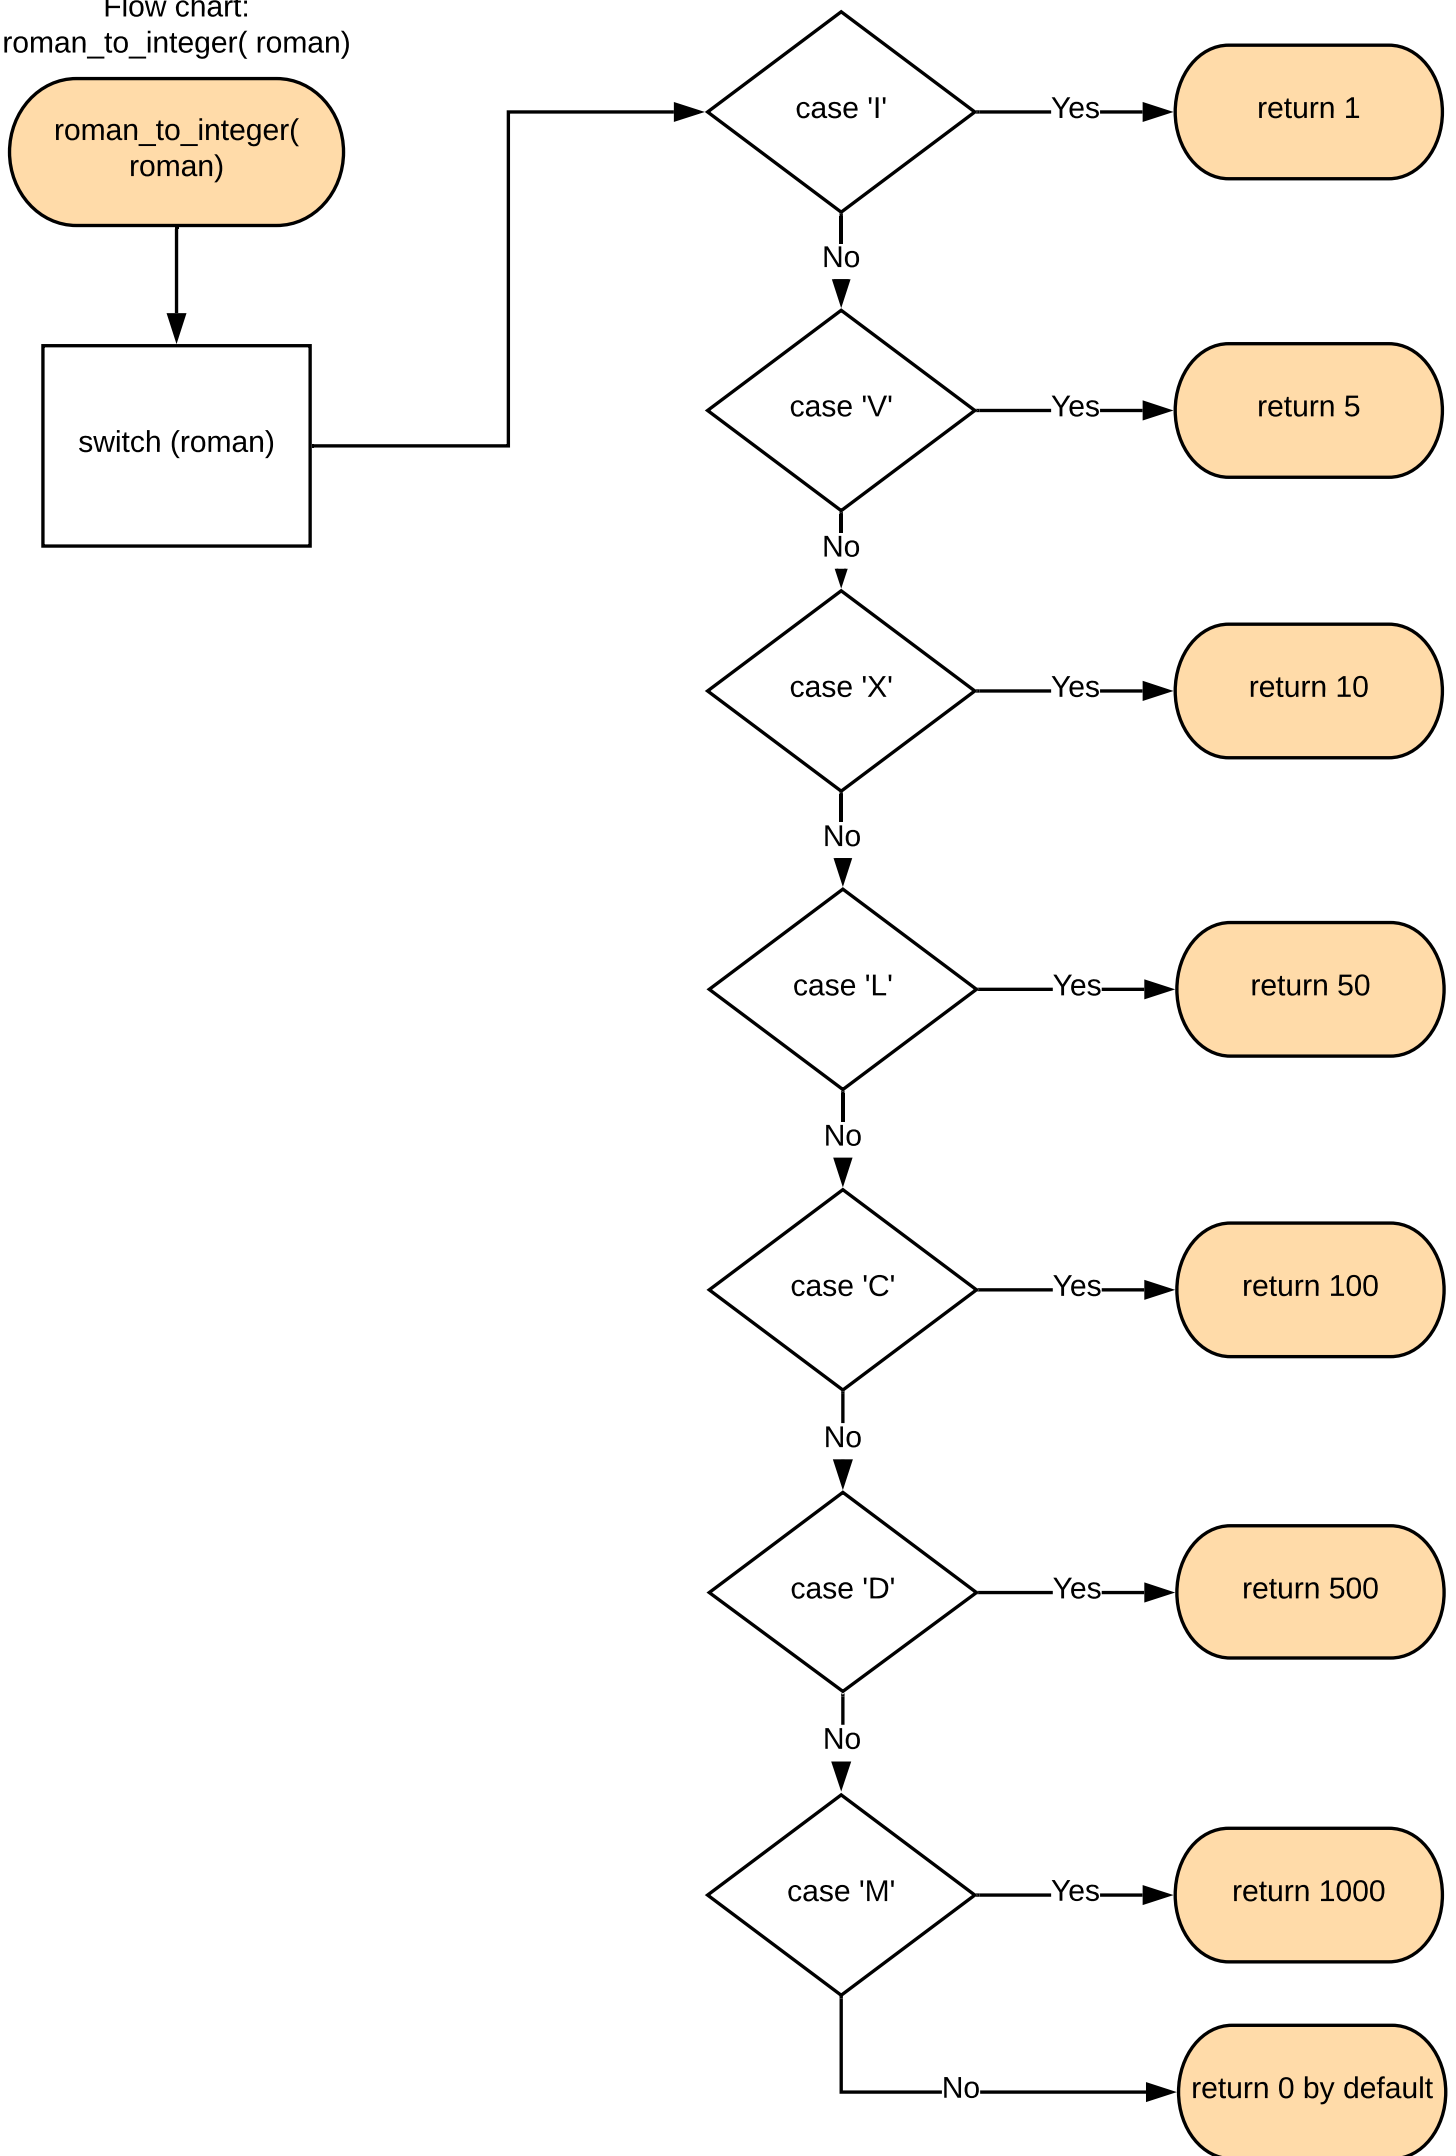 Flow chart:
roman_to_integer( roman)
roman_to_integer(
roman)
switch (roman)
case 'I'
Yes
return 1
No
case 'V'
Yes
return 5
No
case 'X'
Yes
return 10
No
case 'L'
Yes
return 50
No
case 'C'
Yes
return 100
No
case 'D'
Yes
return 500
No
case 'M'
Yes
return 1000
No
return 0 by default